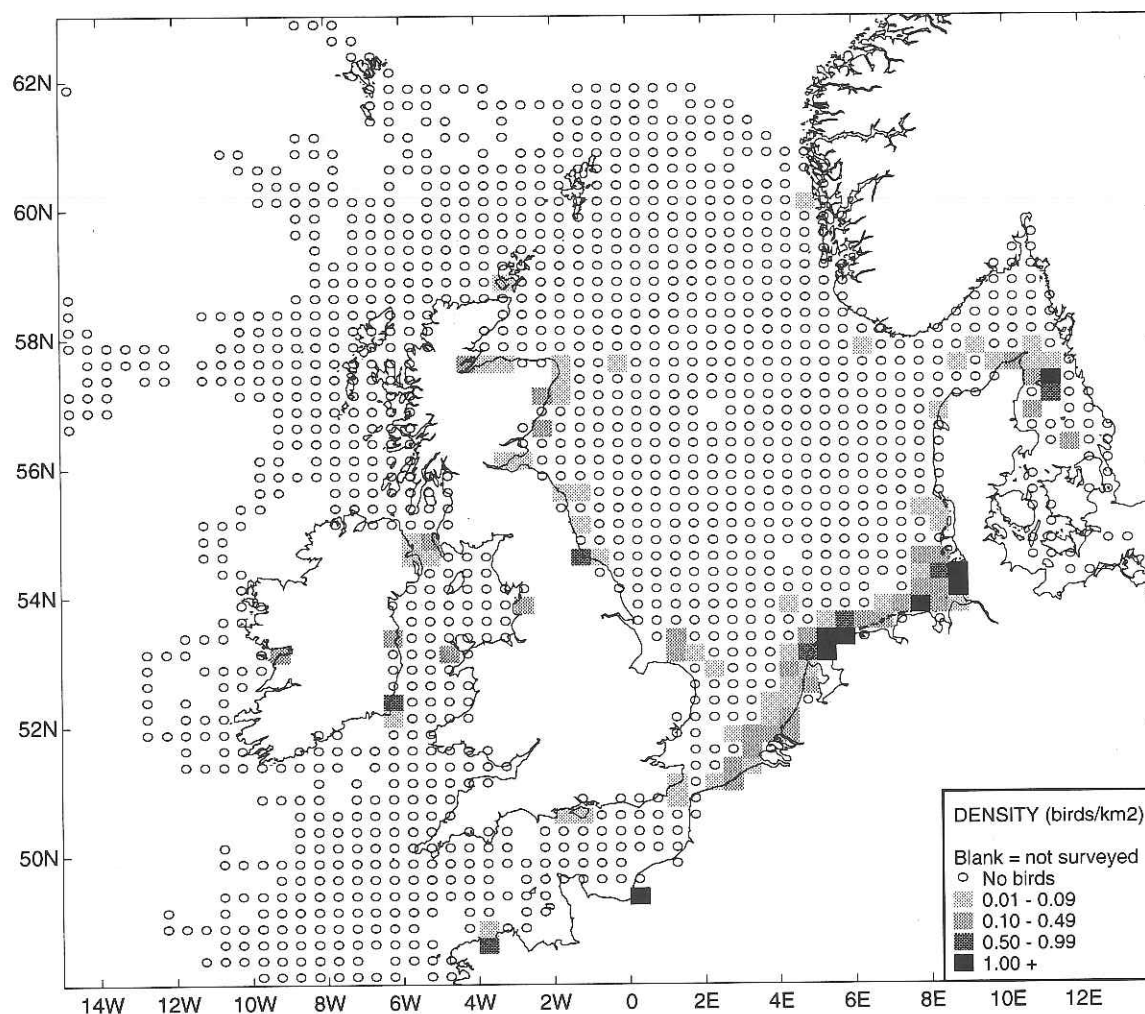 62N
60N
58N
56N
54N
52N
50N
14W 12W 10W 8W 6W 4W 2W 0 2E 4E 6E 8E 10E 12E
DENSITY (birds/km2)
Blank = not surveyed
No birds
0.01 - 0.09
0.10 - 0.49
0.50 - 0.99
1.00 +